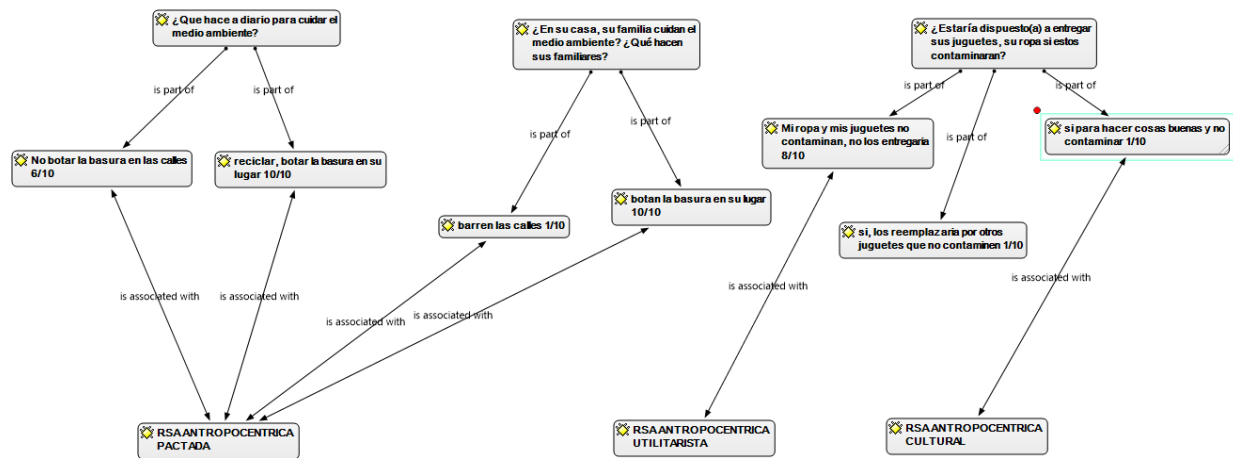 ¿Que hace a diario para cuidar el
medio ambiente?
¿En su casa, su familia cuidan el
medio ambiente? ¿Qué hacen
sus familiares?
¿Estaría dispuesto(a) a entregar
sus juguetes, su ropa si estos
contaminaran?
is part of
is part of
is part of
is part of
is part of
is part of
is part of
No botar la basura en las calles
6/10
reciclar, botar la basura en su
lugar 10/10
Mi ropa y mis juguetes no
contaminan, no los entregaria
8/10
si para hacer cosas buenas y no
contaminar 1/10
barren las calles 1/10
botan la basura en su lugar
10/10
si, los reemplazaria por otros
juguetes que no contaminen 1/10
is associated with
is associated with
is associated with
is associated with
is associated with
is associated with
RSA ANTROPOCENTRICA
PACTADA
RSA ANTROPOCENTRICA
UTILITARISTA
RSA ANTROPOCENTRICA
CULTURAL